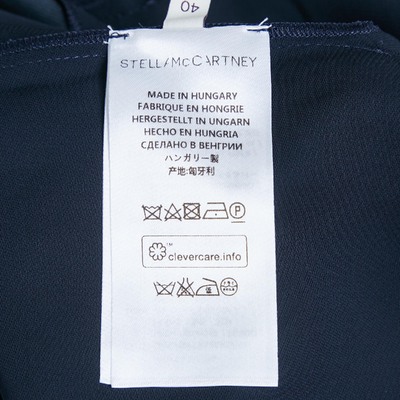 40
STELLA McCARTNEY
MADE IN HUNGARY
FABRIQUE EN HONGRIE
HERGESTELLT IN UNGARN
HECHO EN HUNGRIA
СДЕЛАНО В ВЕНГРИИ
ハンガリー製
产地:匈牙利
P
™
clevercare.info